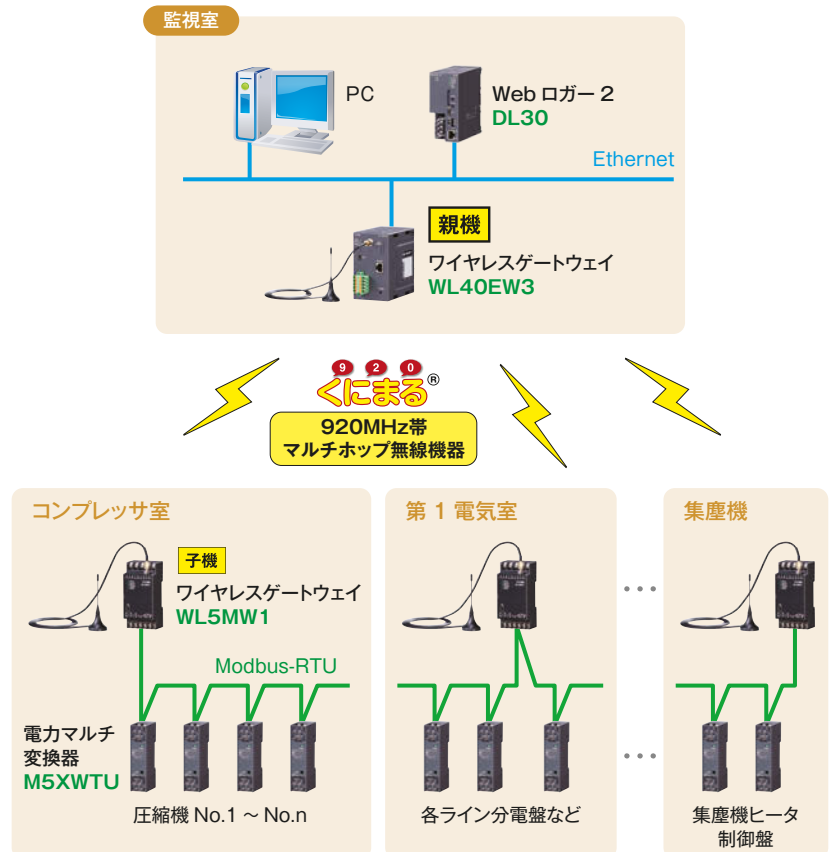 監視室
PC
Web ロガー 2
DL30
Ethernet
親機
ワイヤレスゲートウェイ
WL40EW3
9 2 0
くにまる®
920MHz帯
マルチホップ無線機器
コンプレッサ室
子機
ワイヤレスゲートウェイ
WL5MW1
Modbus-RTU
電力マルチ
変換器
M5XWTU
圧縮機 No.1 ～ No.n
第 1 電気室
各ライン分電盤など
・・・
・・・
集塵機
集塵機ヒータ
制御盤